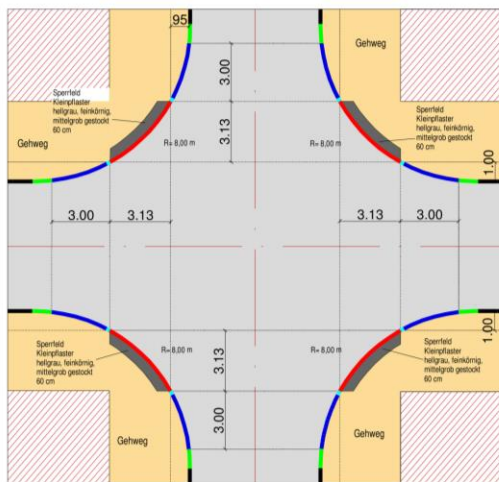 .95
Gehweg
Gehweg
3.00
3.13
Sperrfeld
Kleinpflaster
hellgrau, feinkörnig,
mittelgrob gestockt
60 cm
Sperrfeld
Kleinpflaster
hellgrau, feinkörnig,
mittelgrob gestockt
60 cm
Gehweg
R= 8,00 m
R= 8,00 m
1.00
3.00
3.13
3.13
3.00
1.00
Sperrfeld
Kleinpflaster
hellgrau, feinkörnig,
mittelgrob gestockt
60 cm
R= 8,00 m
3.13
R= 8,00 m
Sperrfeld
Kleinpflaster
hellgrau, feinkörnig,
mittelgrob gestockt
60 cm
3.00
Gehweg
Gehweg